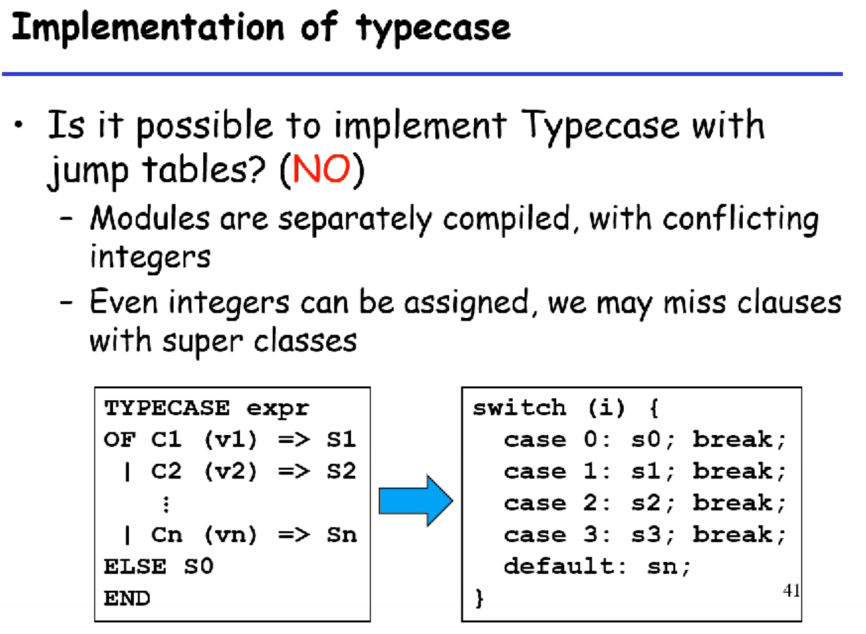 Implementation of typecase
• Is it possible to implement Typecase with
jump tables? (NO)
– Modules are separately compiled, with conflicting
integers
– Even integers can be assigned, we may miss clauses
with super classes
TYPECASE expr
OF C1 (v1) => S1
| C2 (v2) => S2
⋮
| Cn (vn) => Sn
ELSE S0
END
switch (i) {
case 0: s0; break;
case 1: s1; break;
case 2: s2; break;
case 3: s3; break;
default: sn;
}
41